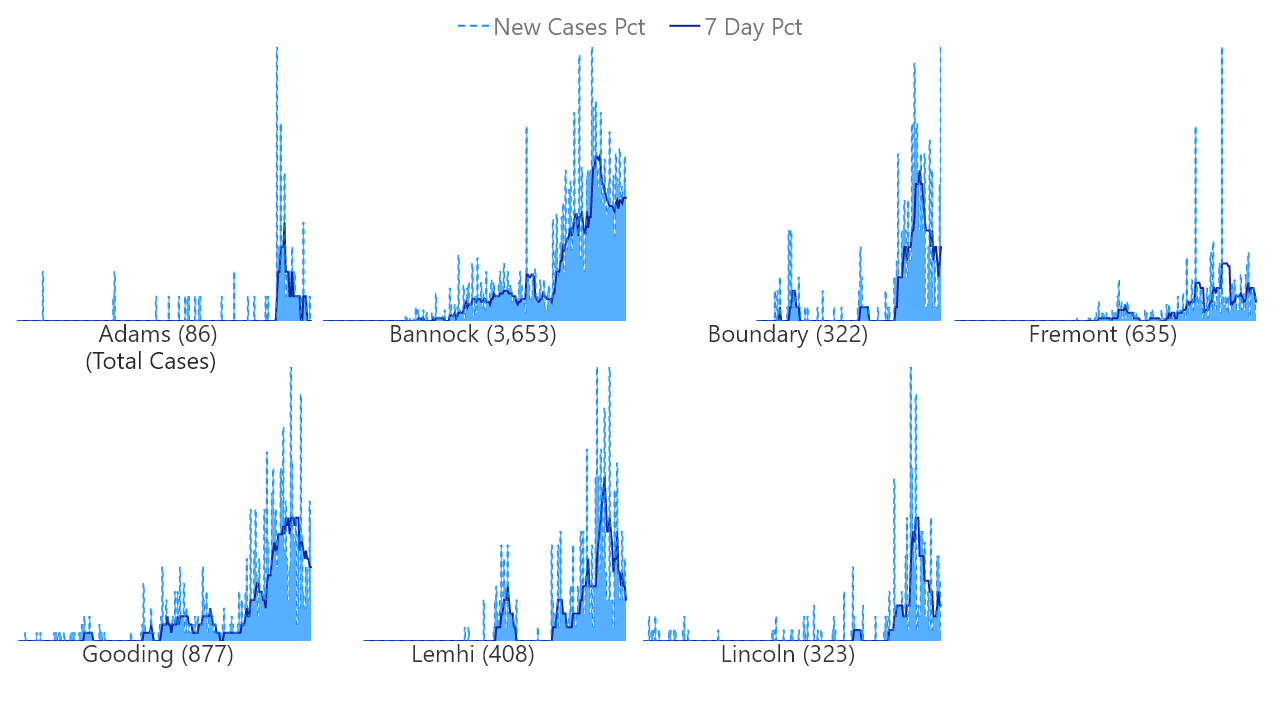 New Cases Pct 7 Day Pct
Adams (86)
(Total Cases)
Bannock (3,653)
Boundary (322)
Fremont (635)
Gooding (877)
Lemhi (408)
Lincoln (323)